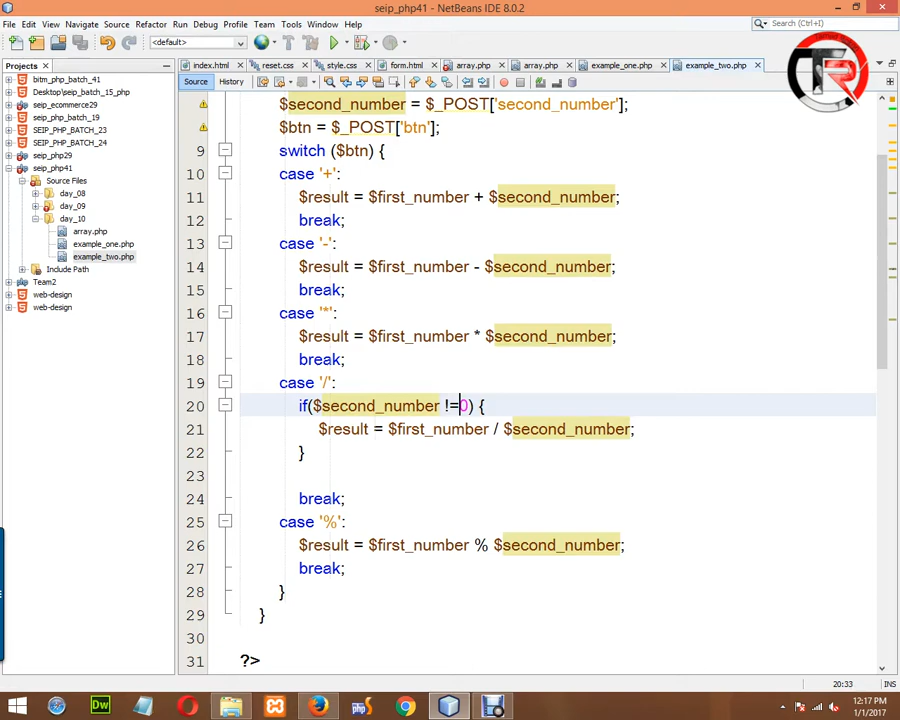 seip_php41 - NetBeans IDE 8.0.2
File Edit View Navigate Source Refactor Run Debug Profile Team Tools Window Help
Search (Ctrl+I)
<default>
Projects
index.html reset.css style.css form.html array.php array.php example_one.php example_two.php
Source History
bitm_php_batch_41
Desktop\seip_batch_15_php
seip_ecommerce29
seip_php_batch_19
SEIP_PHP_BATCH_23
SEIP_PHP_BATCH_24
seip_php29
seip_php41
Source Files
day_08
day_09
day_10
array.php
example_one.php
example_two.php
Include Path
Team2
web-design
web-design
$second_number = $_POST['second_number'];
$btn = $_POST['btn'];
9 switch ($btn) {
10 case '+':
11 $result = $first_number + $second_number;
12 break;
13 case '-':
14 $result = $first_number - $second_number;
15 break;
16 case '*':
17 $result = $first_number * $second_number;
18 break;
19 case '/':
20 if($second_number !=0) {
21 $result = $first_number / $second_number;
22 }
23
24 break;
25 case '%':
26 $result = $first_number % $second_number;
27 break;
28 }
29 }
30
31 ?>
20:33 INS
Dw
12:17 PM
1/1/2017